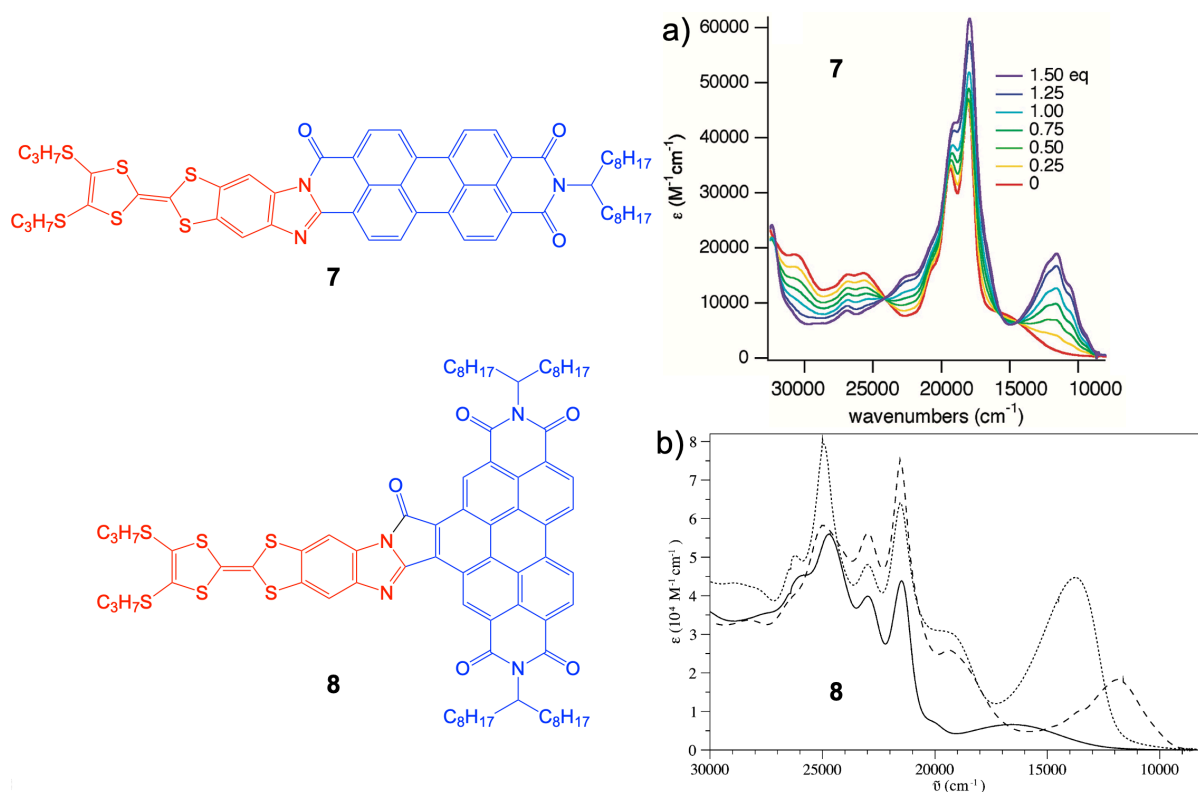 C₃H₇S
C₃H₇S
S
S
S
S
O
N
N
O
N
O
C₈H₁₇
C₈H₁₇
7
C₈H₁₇
C₈H₁₇
O
N
O
O
C₃H₇S
C₃H₇S
S
S
S
S
N
N
O
N
O
C₈H₁₇
C₈H₁₇
8
a)
7
60000
50000
40000
30000
20000
10000
0
ε (M⁻¹cm⁻¹)
1.50 eq
1.25
1.00
0.75
0.50
0.25
0
30000
25000
20000
15000
10000
wavenumbers (cm⁻¹)
b)
8
7
6
5
4
3
2
1
0
ε (10⁴ M⁻¹ cm⁻¹)
8
30000
25000
20000
15000
10000
ṽ (cm⁻¹)